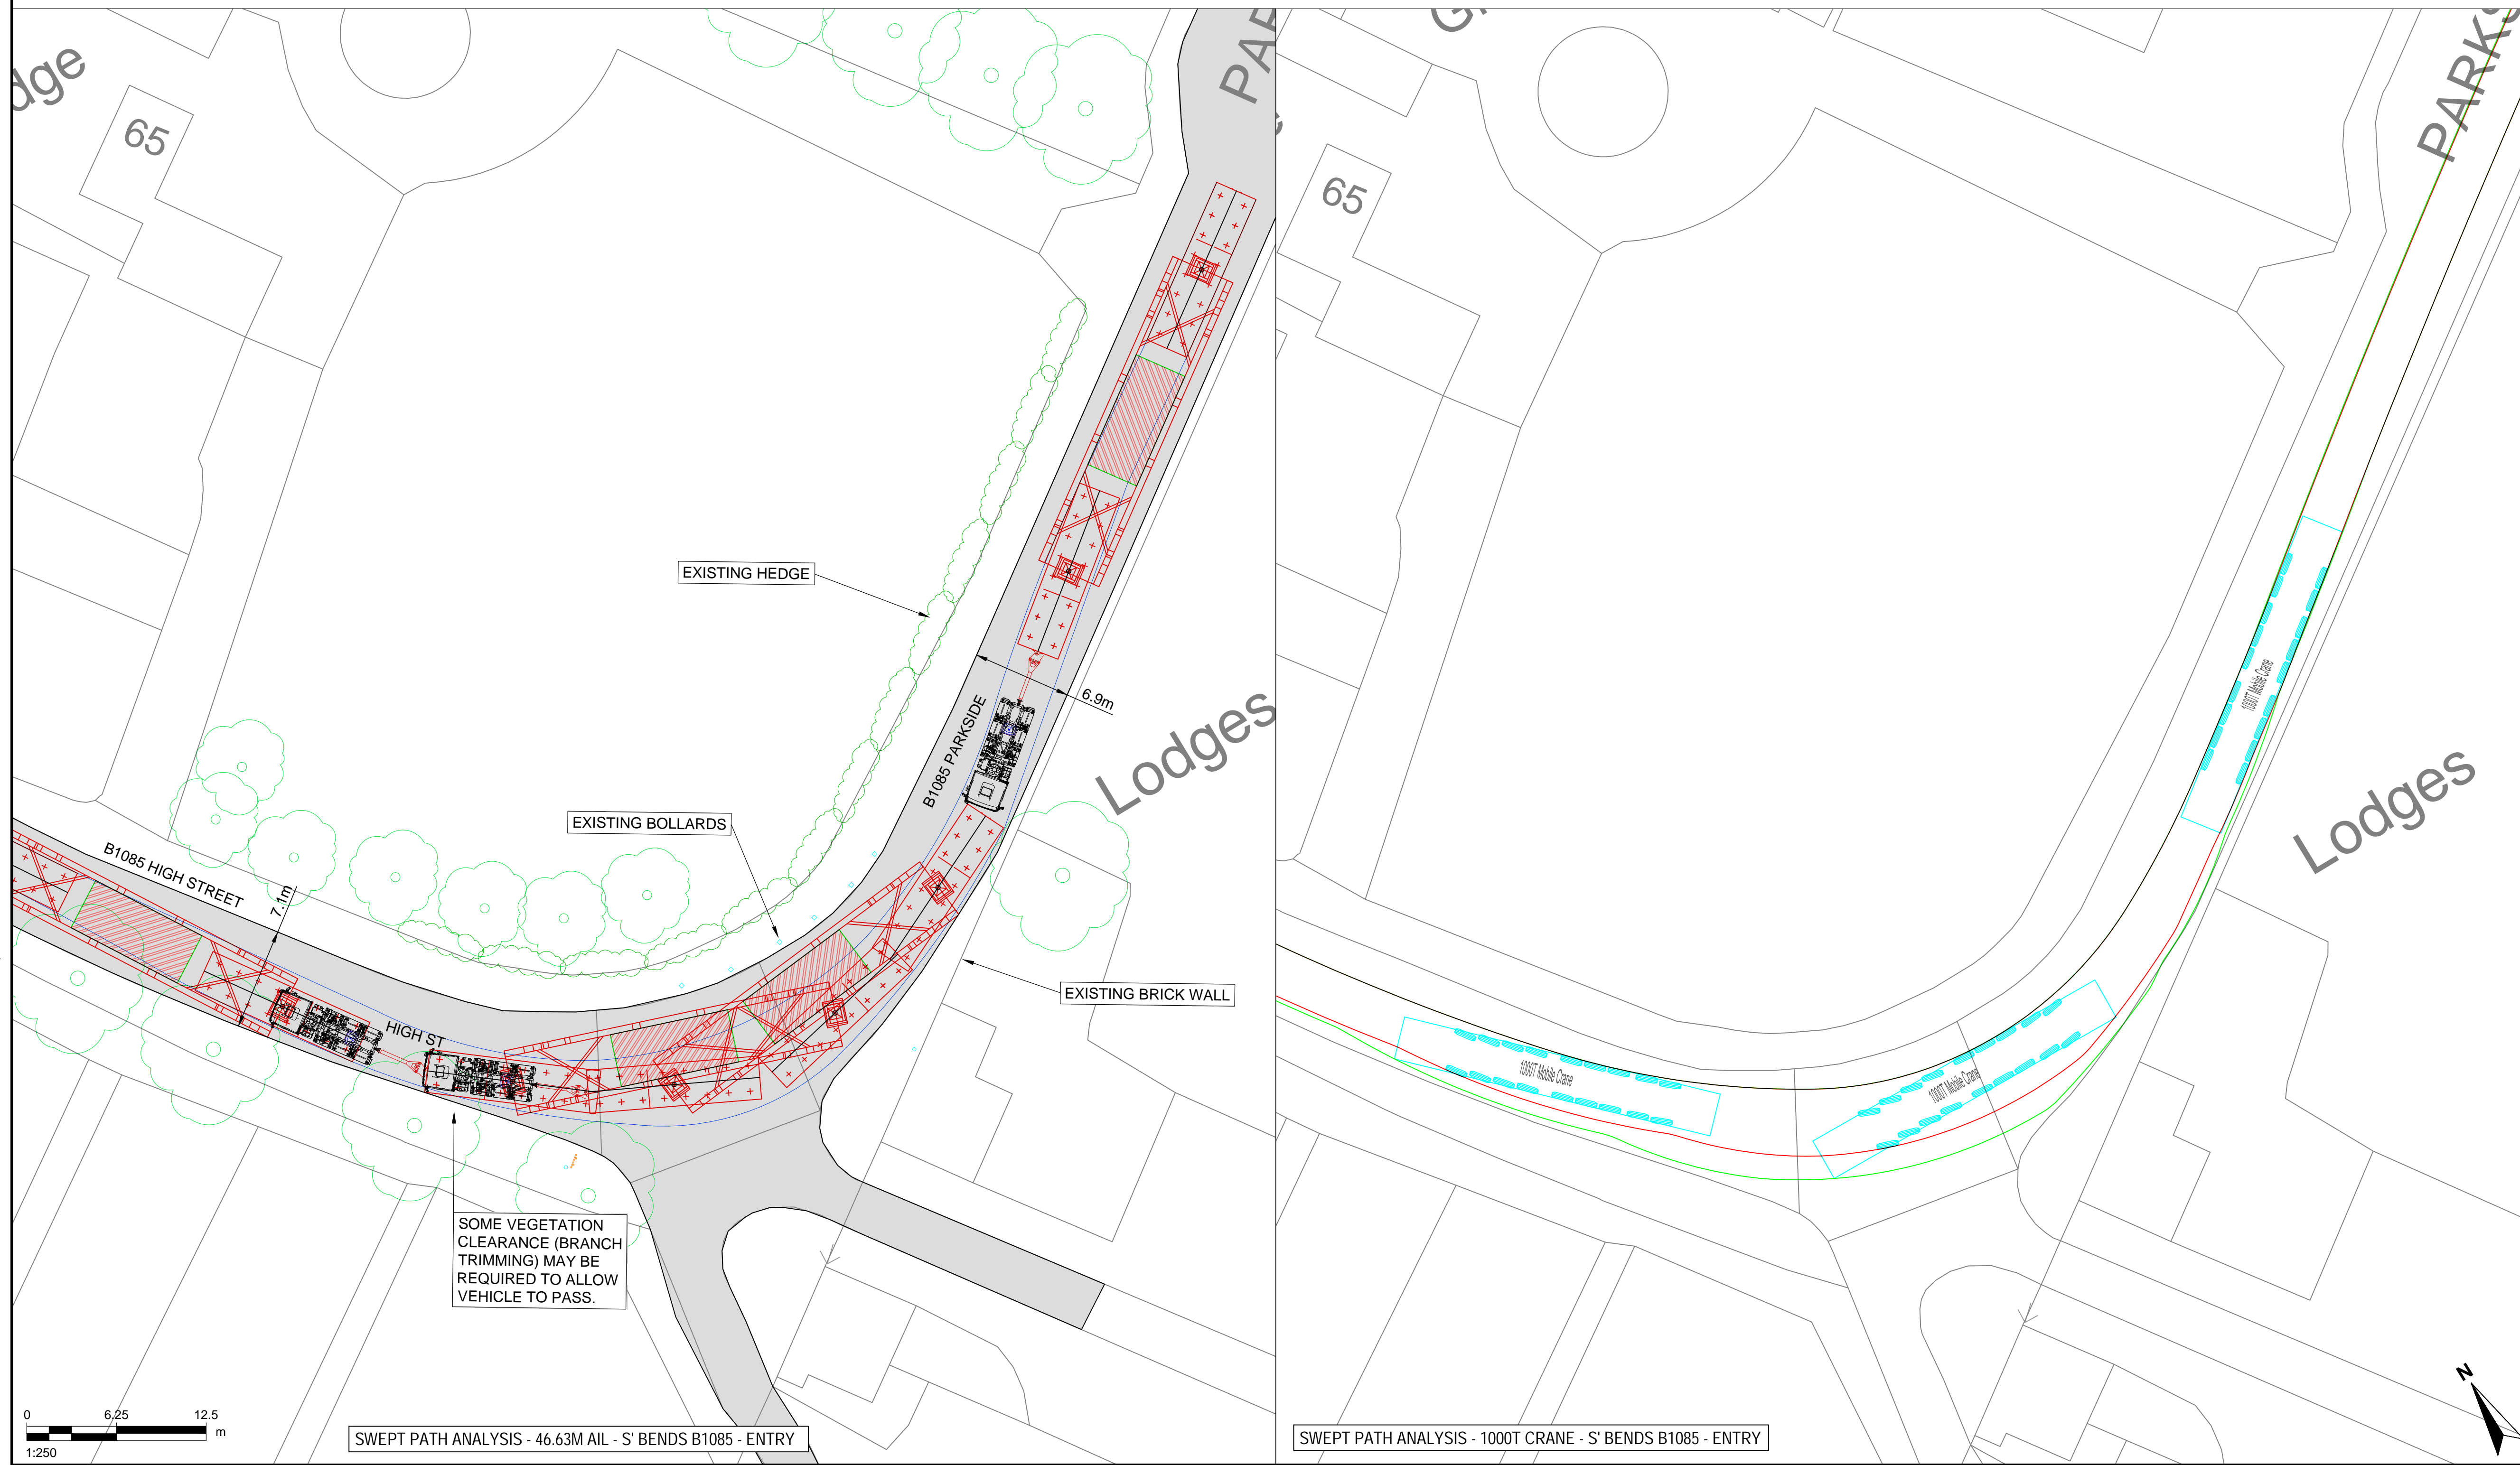 dge
65
PAR
EXISTING HEDGE
6.9m
B1085 PARKSIDE
Lodges
EXISTING BOLLARDS
B1085 HIGH STREET
7.1m
EXISTING BRICK WALL
HIGH ST
SOME VEGETATION
CLEARANCE (BRANCH
TRIMMING) MAY BE
REQUIRED TO ALLOW
VEHICLE TO PASS.
0 6.25 12.5
m
1:250
SWEPT PATH ANALYSIS - 46.63M AIL - S' BENDS B1085 - ENTRY
PARKS
65
1000T Mobile Crane
Lodges
1000T Mobile Crane
1000T Mobile Crane
N
SWEPT PATH ANALYSIS - 1000T CRANE - S' BENDS B1085 - ENTRY